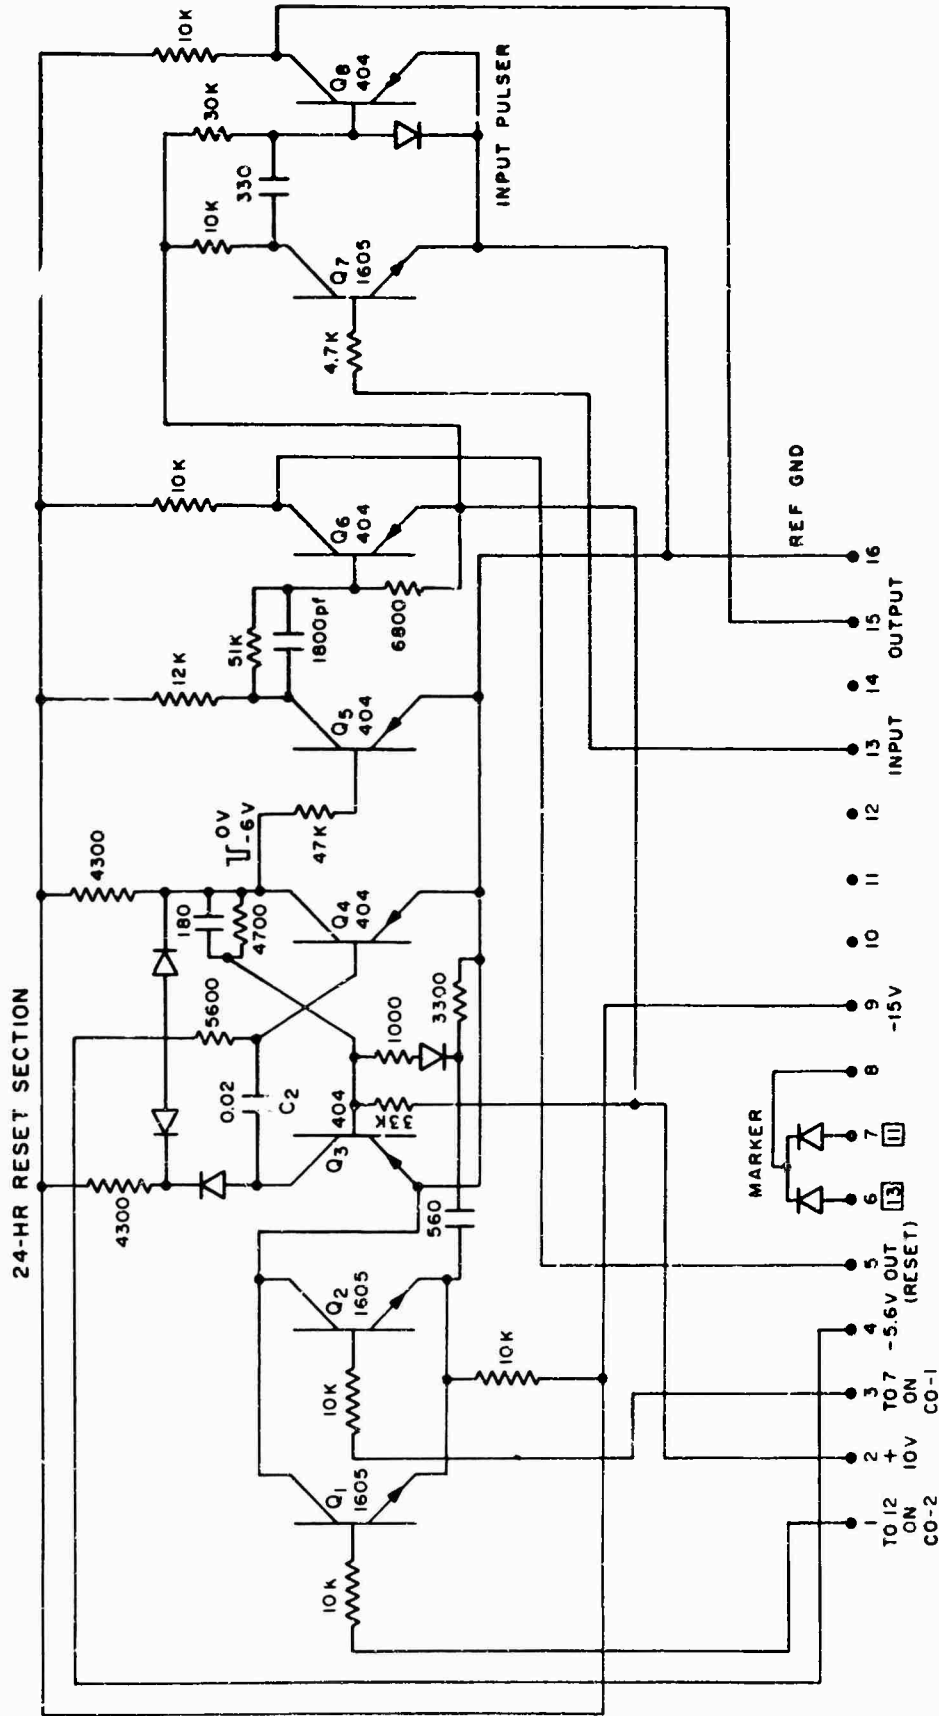 24-HR RESET SECTION
10K
30K
10K
330
Q8
404
INPUT PULSER
Q7
1605
4.7K
10K
Q6
404
51K
1800pf
6800
12K
Q5
404
0V
-6V
47K
4300
180
4700
Q4
404
5600
1000
3300
0.02
C2
Q3
404
33K
4300
560
Q2
1605
10K
10K
Q1
1605
10K
REF GND
MARKER
1
TO 12
ON
CO-2
2
+
10V
3
TO 7
ON
CO-1
4
-5.6V
5
OUT
(RESET)
6
13
7
11
8
9
-15V
10
11
12
13
INPUT
14
15
OUTPUT
16